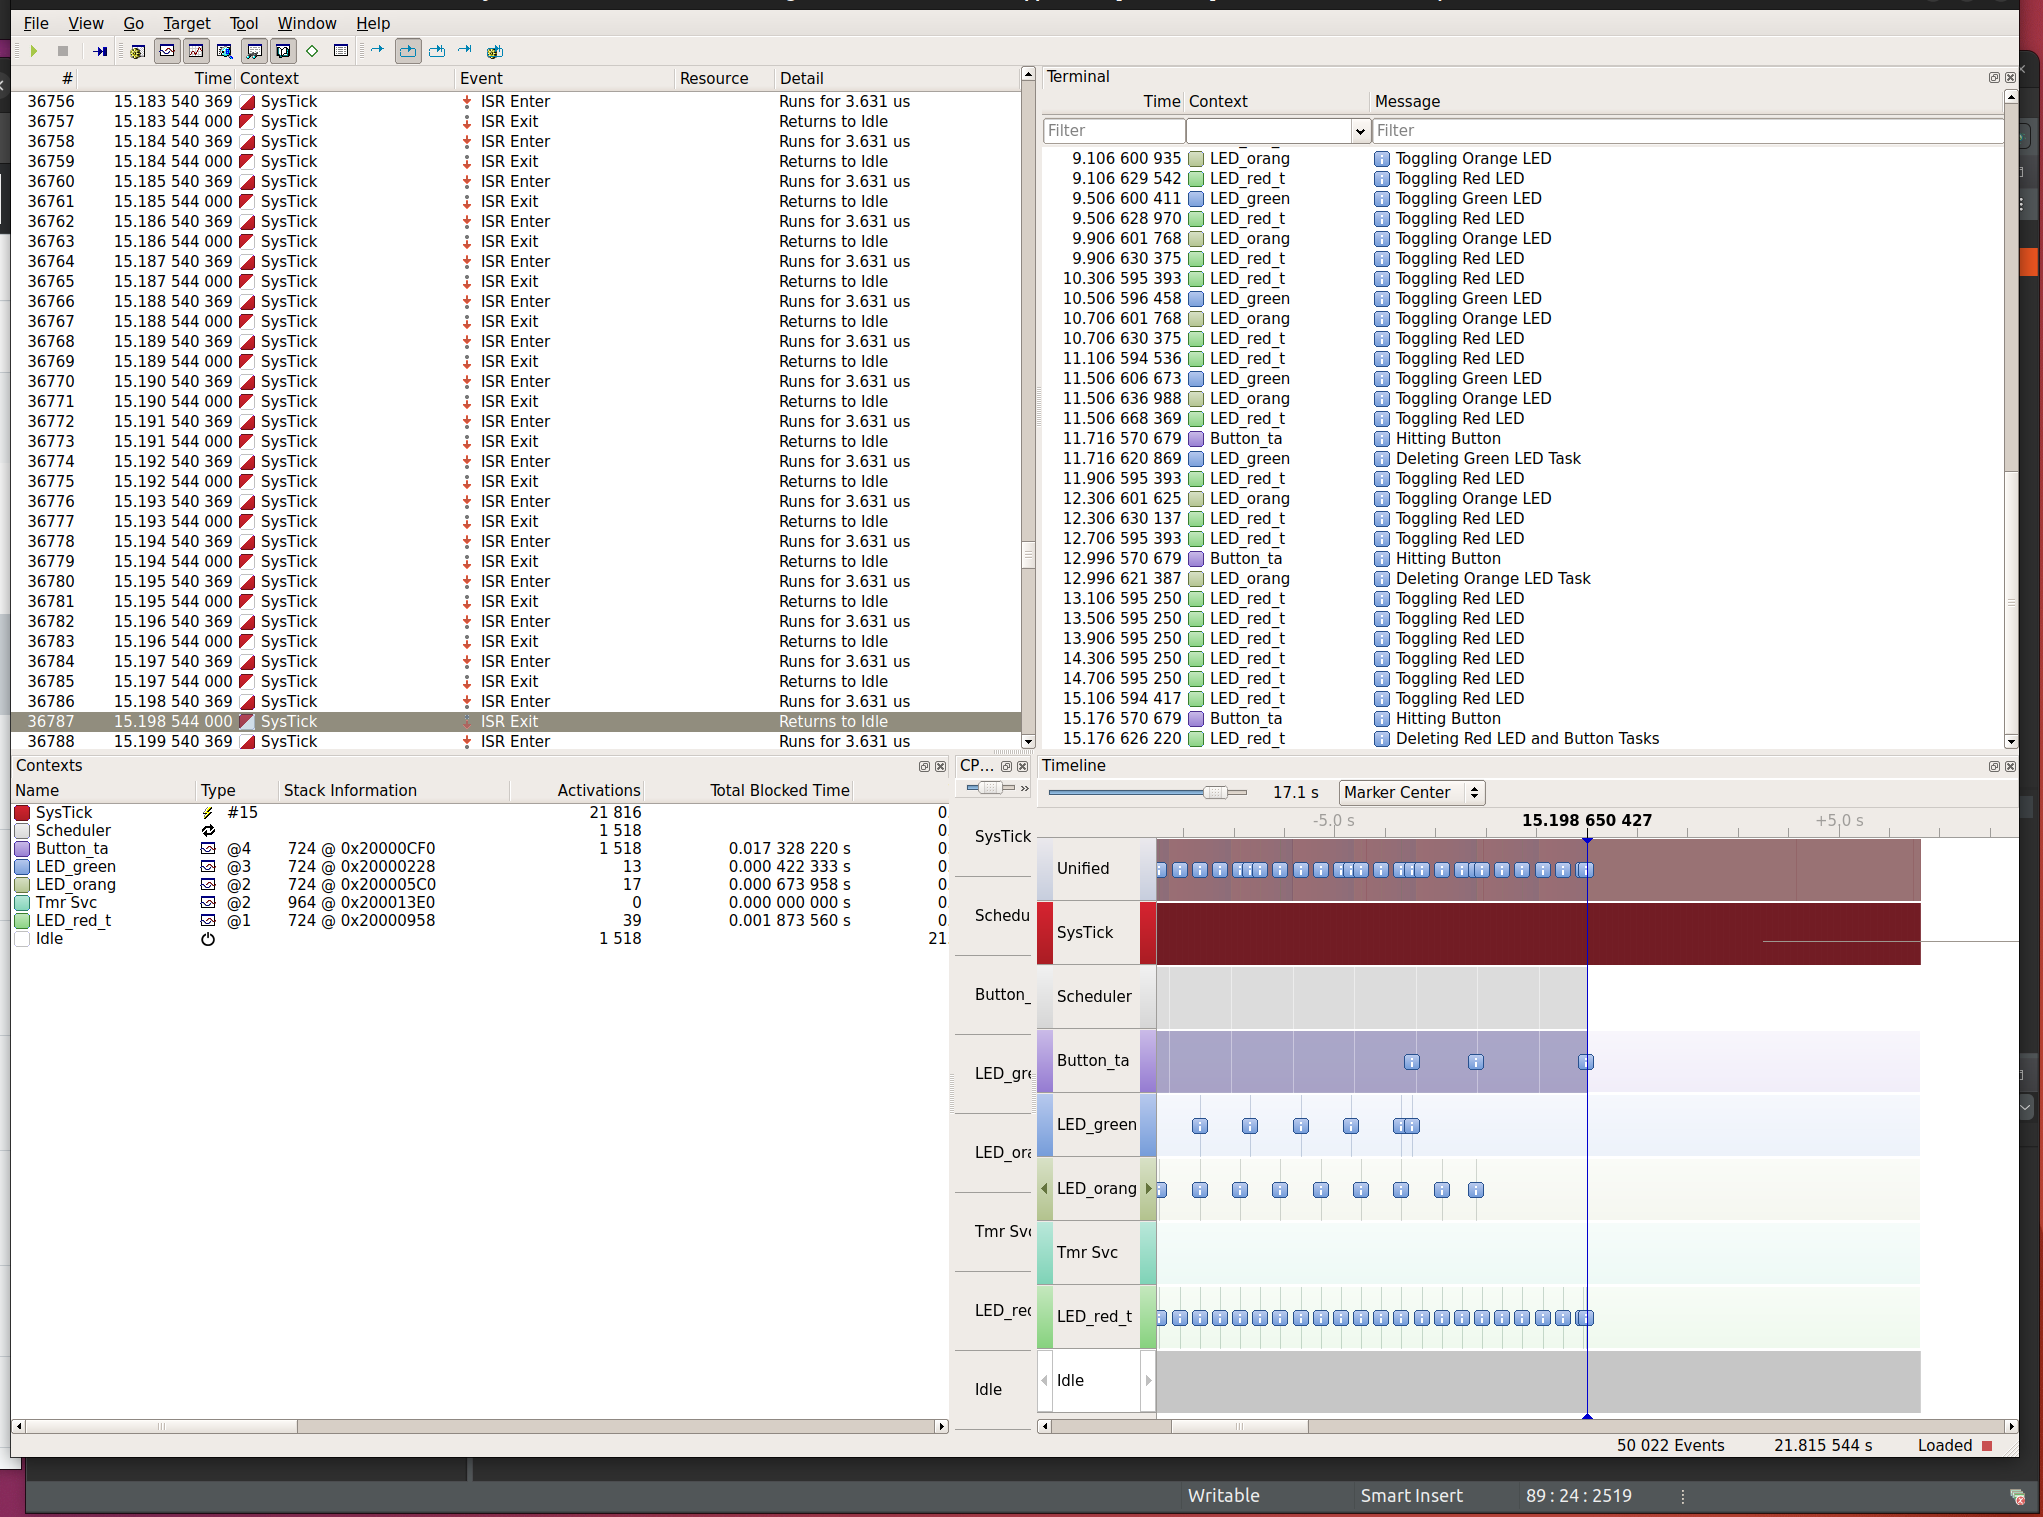 File View Go Target Tool Window Help
# Time Context Event Resource Detail
36756 15.183 540 369 SysTick ISR Enter Runs for 3.631 us
36757 15.183 544 000 SysTick ISR Exit Returns to Idle
36758 15.184 540 369 SysTick ISR Enter Runs for 3.631 us
36759 15.184 544 000 SysTick ISR Exit Returns to Idle
36760 15.185 540 369 SysTick ISR Enter Runs for 3.631 us
36761 15.185 544 000 SysTick ISR Exit Returns to Idle
36762 15.186 540 369 SysTick ISR Enter Runs for 3.631 us
36763 15.186 544 000 SysTick ISR Exit Returns to Idle
36764 15.187 540 369 SysTick ISR Enter Runs for 3.631 us
36765 15.187 544 000 SysTick ISR Exit Returns to Idle
36766 15.188 540 369 SysTick ISR Enter Runs for 3.631 us
36767 15.188 544 000 SysTick ISR Exit Returns to Idle
36768 15.189 540 369 SysTick ISR Enter Runs for 3.631 us
36769 15.189 544 000 SysTick ISR Exit Returns to Idle
36770 15.190 540 369 SysTick ISR Enter Runs for 3.631 us
36771 15.190 544 000 SysTick ISR Exit Returns to Idle
36772 15.191 540 369 SysTick ISR Enter Runs for 3.631 us
36773 15.191 544 000 SysTick ISR Exit Returns to Idle
36774 15.192 540 369 SysTick ISR Enter Runs for 3.631 us
36775 15.192 544 000 SysTick ISR Exit Returns to Idle
36776 15.193 540 369 SysTick ISR Enter Runs for 3.631 us
36777 15.193 544 000 SysTick ISR Exit Returns to Idle
36778 15.194 540 369 SysTick ISR Enter Runs for 3.631 us
36779 15.194 544 000 SysTick ISR Exit Returns to Idle
36780 15.195 540 369 SysTick ISR Enter Runs for 3.631 us
36781 15.195 544 000 SysTick ISR Exit Returns to Idle
36782 15.196 540 369 SysTick ISR Enter Runs for 3.631 us
36783 15.196 544 000 SysTick ISR Exit Returns to Idle
36784 15.197 540 369 SysTick ISR Enter Runs for 3.631 us
36785 15.197 544 000 SysTick ISR Exit Returns to Idle
36786 15.198 540 369 SysTick ISR Enter Runs for 3.631 us
36787 15.198 544 000 SysTick ISR Exit Returns to Idle
36788 15.199 540 369 SysTick ISR Enter Runs for 3.631 us
Terminal
Time Context Message
Filter Filter
9.106 600 935 LED_orang Toggling Orange LED
9.106 629 542 LED_red_t Toggling Red LED
9.506 600 411 LED_green Toggling Green LED
9.506 628 970 LED_red_t Toggling Red LED
9.906 601 768 LED_orang Toggling Orange LED
9.906 630 375 LED_red_t Toggling Red LED
10.306 595 393 LED_red_t Toggling Red LED
10.506 596 458 LED_green Toggling Green LED
10.706 601 768 LED_orang Toggling Orange LED
10.706 630 375 LED_red_t Toggling Red LED
11.106 594 536 LED_red_t Toggling Red LED
11.506 606 673 LED_green Toggling Green LED
11.506 636 988 LED_orang Toggling Orange LED
11.506 668 369 LED_red_t Toggling Red LED
11.716 570 679 Button_ta Hitting Button
11.716 620 869 LED_green Deleting Green LED Task
11.906 595 393 LED_red_t Toggling Red LED
12.306 601 625 LED_orang Toggling Orange LED
12.306 630 137 LED_red_t Toggling Red LED
12.706 595 393 LED_red_t Toggling Red LED
12.996 570 679 Button_ta Hitting Button
12.996 621 387 LED_orang Deleting Orange LED Task
13.106 595 250 LED_red_t Toggling Red LED
13.506 595 250 LED_red_t Toggling Red LED
13.906 595 250 LED_red_t Toggling Red LED
14.306 595 250 LED_red_t Toggling Red LED
14.706 595 250 LED_red_t Toggling Red LED
15.106 594 417 LED_red_t Toggling Red LED
15.176 570 679 Button_ta Hitting Button
15.176 626 220 LED_red_t Deleting Red LED and Button Tasks
Contexts
Name Type Stack Information Activations Total Blocked Time
SysTick #15 21 816 0.
Scheduler 1 518 0.
Button_ta @4 724 @ 0x20000CF0 1 518 0.017 328 220 s 0.
LED_green @3 724 @ 0x20000228 13 0.000 422 333 s 0.
LED_orang @2 724 @ 0x200005C0 17 0.000 673 958 s 0.
Tmr Svc @2 964 @ 0x200013E0 0 0.000 000 000 s 0.
LED_red_t @1 724 @ 0x20000958 39 0.001 873 560 s 0.
Idle 1 518 21.
CP...
»
SysTick
Schedu
Button_
LED_gre
LED_ora
Tmr Sv
LED_red
Idle
Timeline
17.1 s Marker Center
-5.0 s 15.198 650 427 +5.0 s
Unified
SysTick
Scheduler
Button_ta
LED_green
LED_orang
Tmr Svc
LED_red_t
Idle
50 022 Events 21.815 544 s Loaded
Writable Smart Insert 89 : 24 : 2519